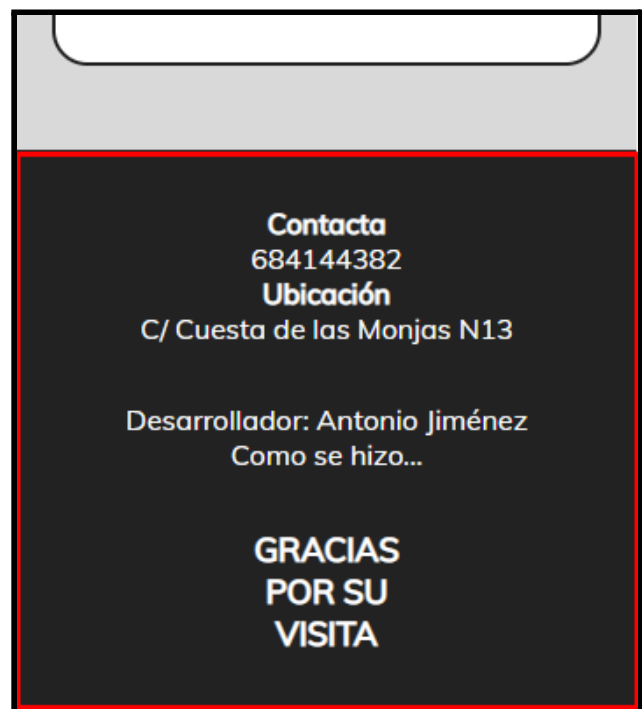 Contacta
684144382
Ubicación
C/ Cuesta de las Monjas N13
Desarrollador: Antonio Jiménez
Como se hizo...
GRACIAS
POR SU
VISITA